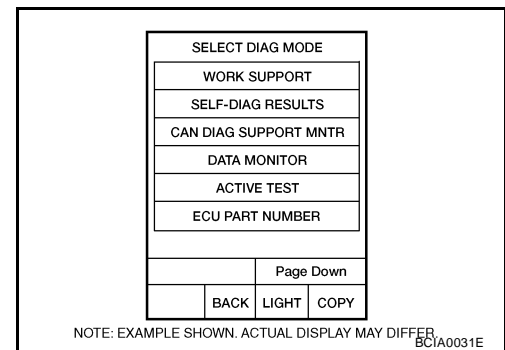 SELECT DIAG MODE
WORK SUPPORT
SELF-DIAG RESULTS
CAN DIAG SUPPORT MNTR
DATA MONITOR
ACTIVE TEST
ECU PART NUMBER
Page Down
BACK LIGHT COPY
NOTE: EXAMPLE SHOWN. ACTUAL DISPLAY MAY DIFFER.
BCIA0031E